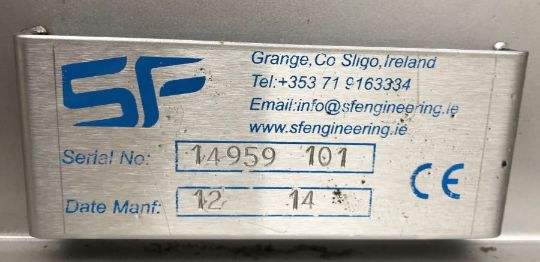 SF
Grange, Co Sligo, Ireland
Tel:+353 71 9163334
Email:info@sfengineering.ie
www.sfengineering.ie
Serial No: 14959 101
Date Manf: 12 14
CE